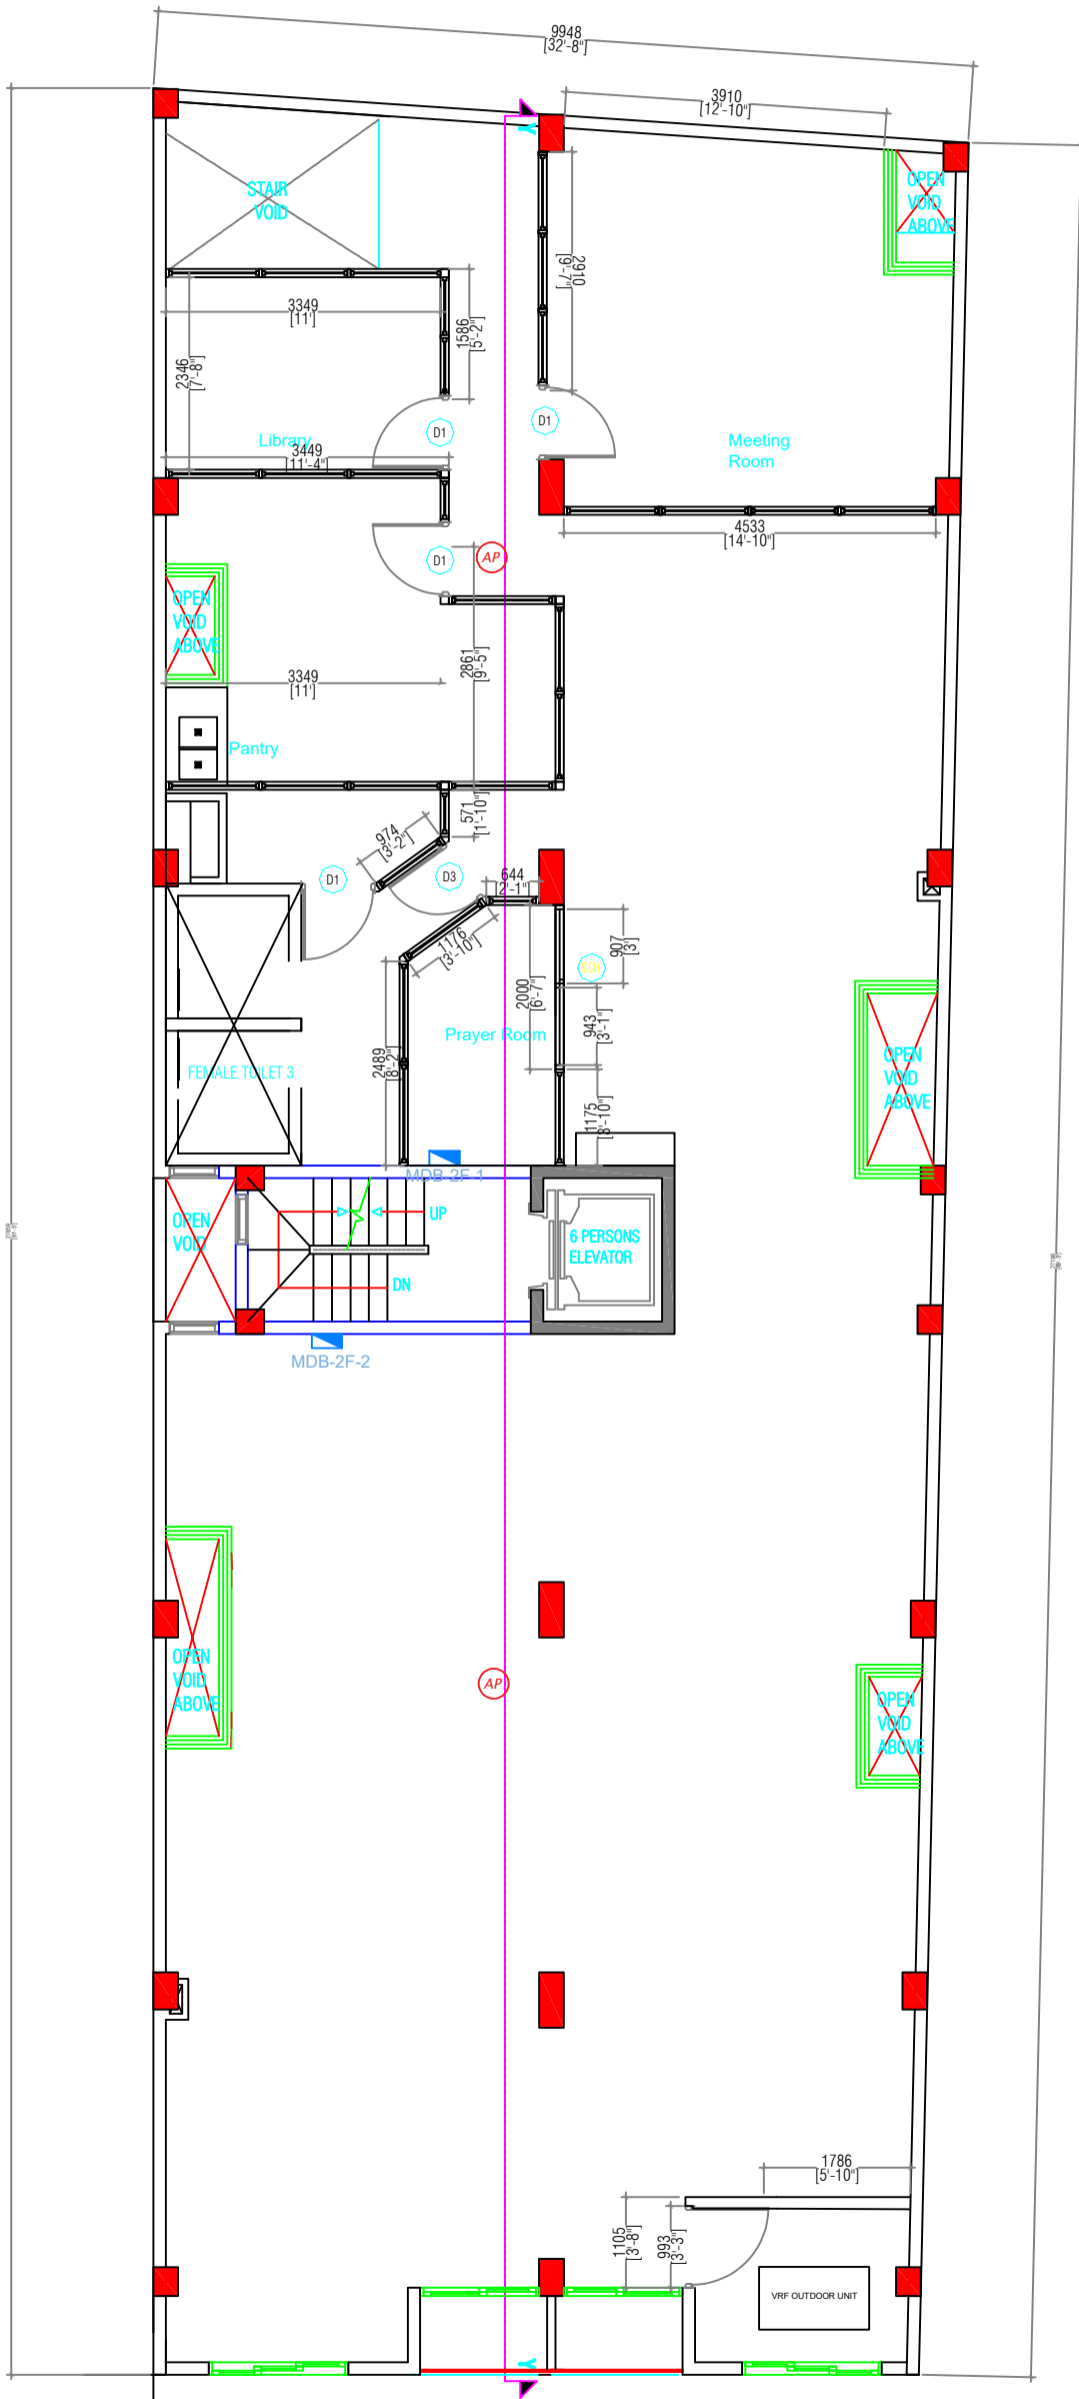 9948
[32'-8"]
3910
[12'-10"]
Y
STAIR
VOID
OPEN
VOID
ABOVE
2910
[9'-7"]
3349
[11']
1586
[5'-2"]
2346
[7'-8"]
D1
D1
Library
3449
[11'-4"]
Meeting
Room
4533
[14'-10"]
D1
AP
OPEN
VOID
ABOVE
2861
[9'-5"]
3349
[11']
Pantry
571
[1'-10"]
974
[3'-2"]
D1
D3
644
[2'-1"]
1176
[3'-10"]
907
[3']
SD1
2000
[6'-7"]
943
[3'-1"]
Prayer Room
2489
[8'-2"]
FEMALE TOILET 3
OPEN
VOID
ABOVE
1175
[3'-10"]
MDB-2F-1
OPEN
VOID
UP
6 PERSONS
ELEVATOR
DN
MDB-2F-2
OPEN
VOID
ABOVE
AP
OPEN
VOID
ABOVE
1786
[5'-10"]
1105
[3'-8"]
993
[3'-3"]
VRF OUTDOOR UNIT
Y